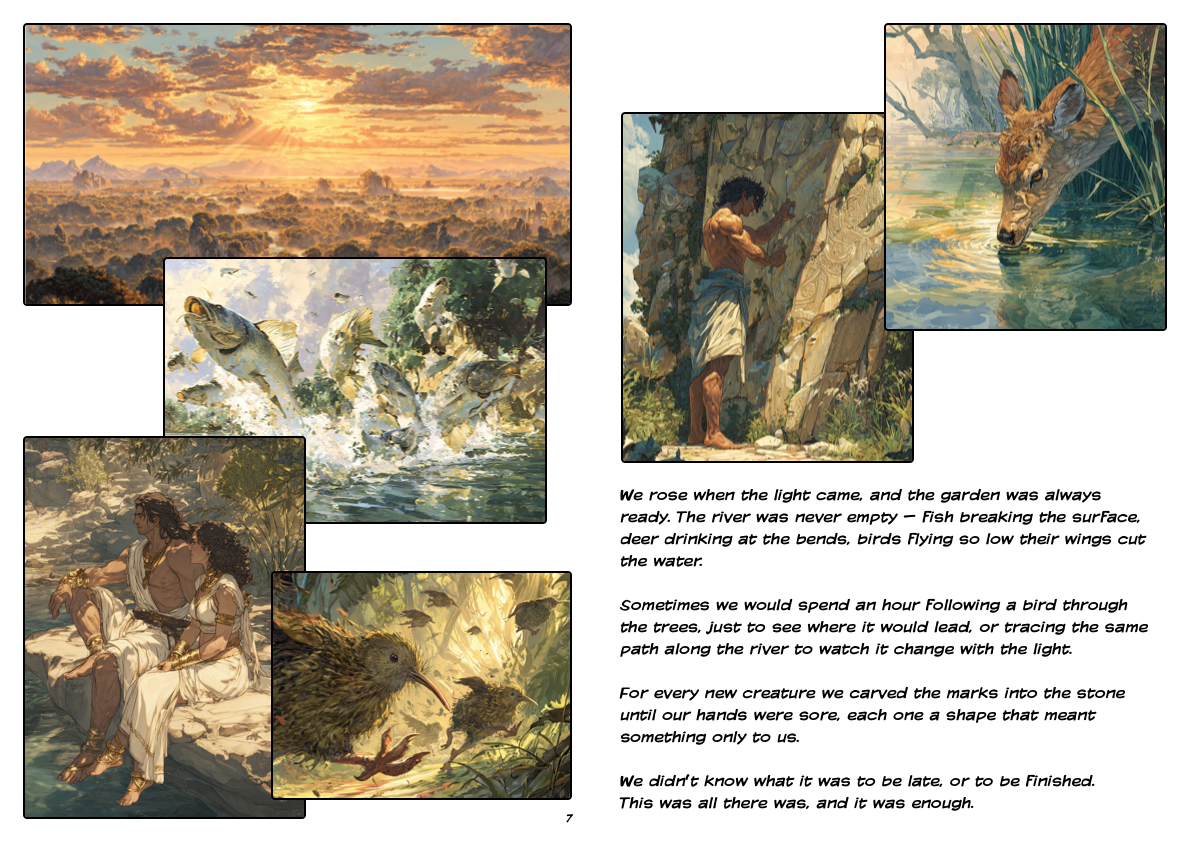 7
We rose when the light came, and the garden was always
ready. The river was never empty — fish breaking the surface,
deer drinking at the bends, birds flying so low their wings cut
the water.
Sometimes we would spend an hour following a bird through
the trees, just to see where it would lead, or tracing the same
path along the river to watch it change with the light.
For every new creature we carved the marks into the stone
until our hands were sore, each one a shape that meant
something only to us.
We didn't know what it was to be late, or to be finished.
This was all there was, and it was enough.